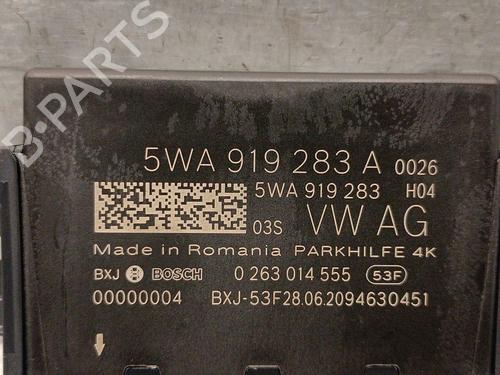 B-PARTS
5WA 919 283 A 0026
5WA 919 283 H04
03S VW AG
Made in Romania PARKHILFE 4K
BXJ BOSCH 0 263 014 555 53F
00000004 BXJ-53F28.06.2094630451